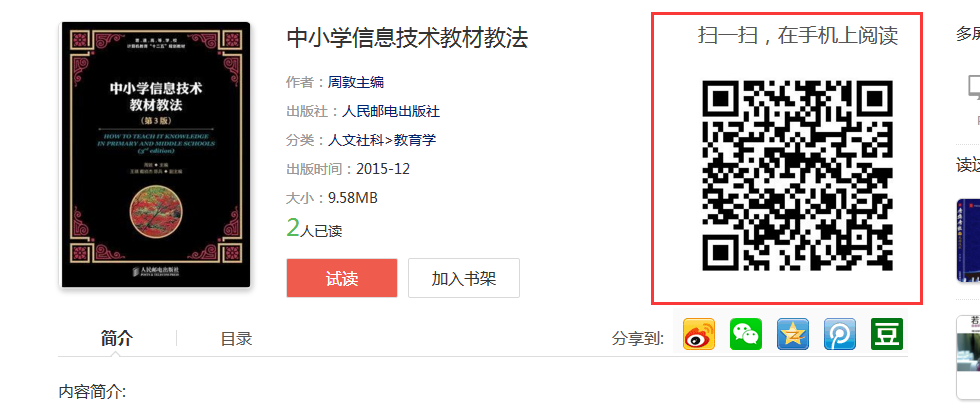 普通高等学校
计算机教育“十二五”规划教材
中小学信息技术
教材教法
（第3版）
HOW TO TEACH IT KNOWLEDGE
IN PRIMARY AND MIDDLE SCHOOLS
(3rd edition)
周敦 主编
人民邮电出版社
POSTS & TELECOM PRESS
中小学信息技术教材教法
作者：周敦主编
出版社：人民邮电出版社
分类：人文社科>教育学
出版时间：2015-12
大小：9.58MB
2人已读
试读
加入书架
扫一扫，在手机上阅读
简介
目录
分享到:
豆
内容简介:
多屏
读这
若